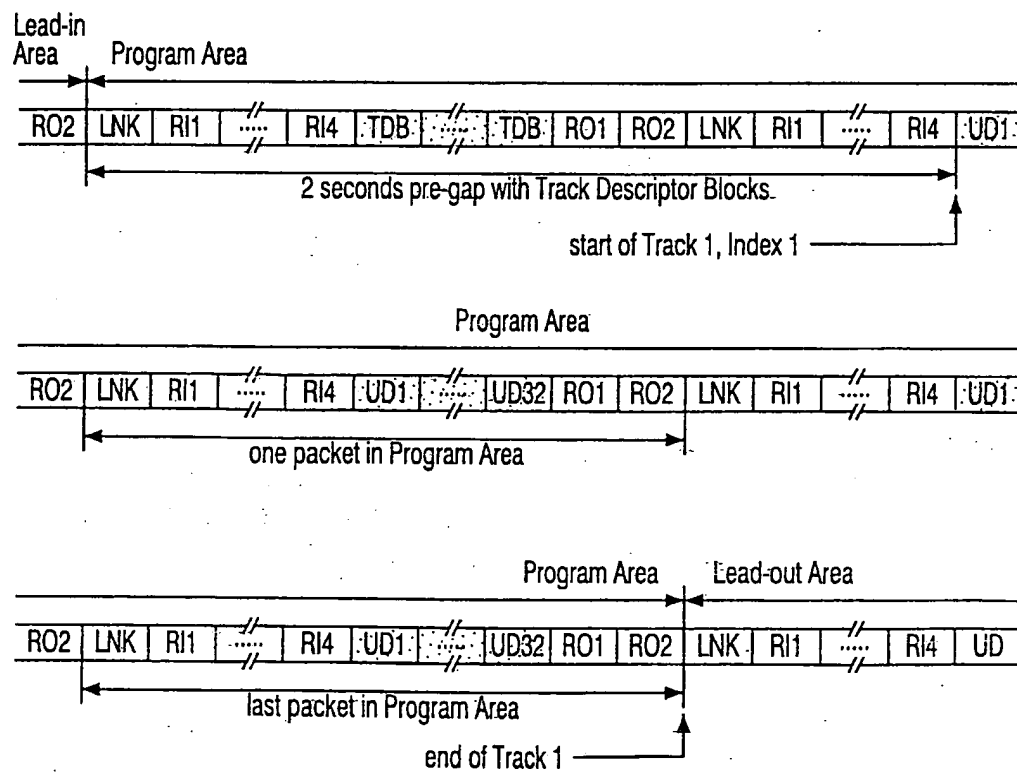 Lead-in
Area Program Area
RO2 LNK RI1 ..... RI4 TDB ..... TDB RO1 RO2 LNK RI1 ..... RI4 UD1
2 seconds pre-gap with Track Descriptor Blocks
start of Track 1, Index 1
Program Area
RO2 LNK RI1 ..... RI4 UD1 ..... UD32 RO1 RO2 LNK RI1 ..... RI4 UD1
one packet in Program Area
Program Area Lead-out Area
RO2 LNK RI1 ..... RI4 UD1 ..... UD32 RO1 RO2 LNK RI1 ..... RI4 UD
last packet in Program Area
end of Track 1